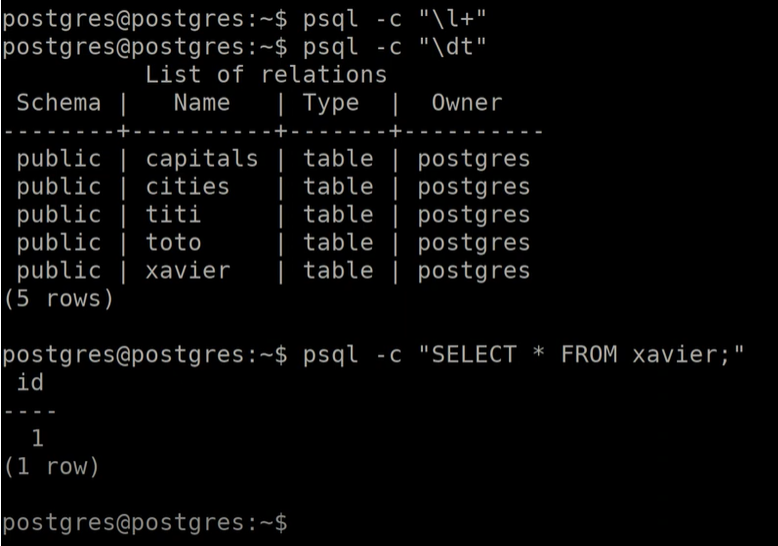 postgres@postgres:~$ psql -c "\l+"
postgres@postgres:~$ psql -c "\dt"
          List of relations
 Schema |   Name   | Type  |  Owner
--------+----------+-------+----------
 public | capitals | table | postgres
 public | cities   | table | postgres
 public | titi     | table | postgres
 public | toto     | table | postgres
 public | xavier   | table | postgres
(5 rows)

postgres@postgres:~$ psql -c "SELECT * FROM xavier;"
 id
----
  1
(1 row)

postgres@postgres:~$